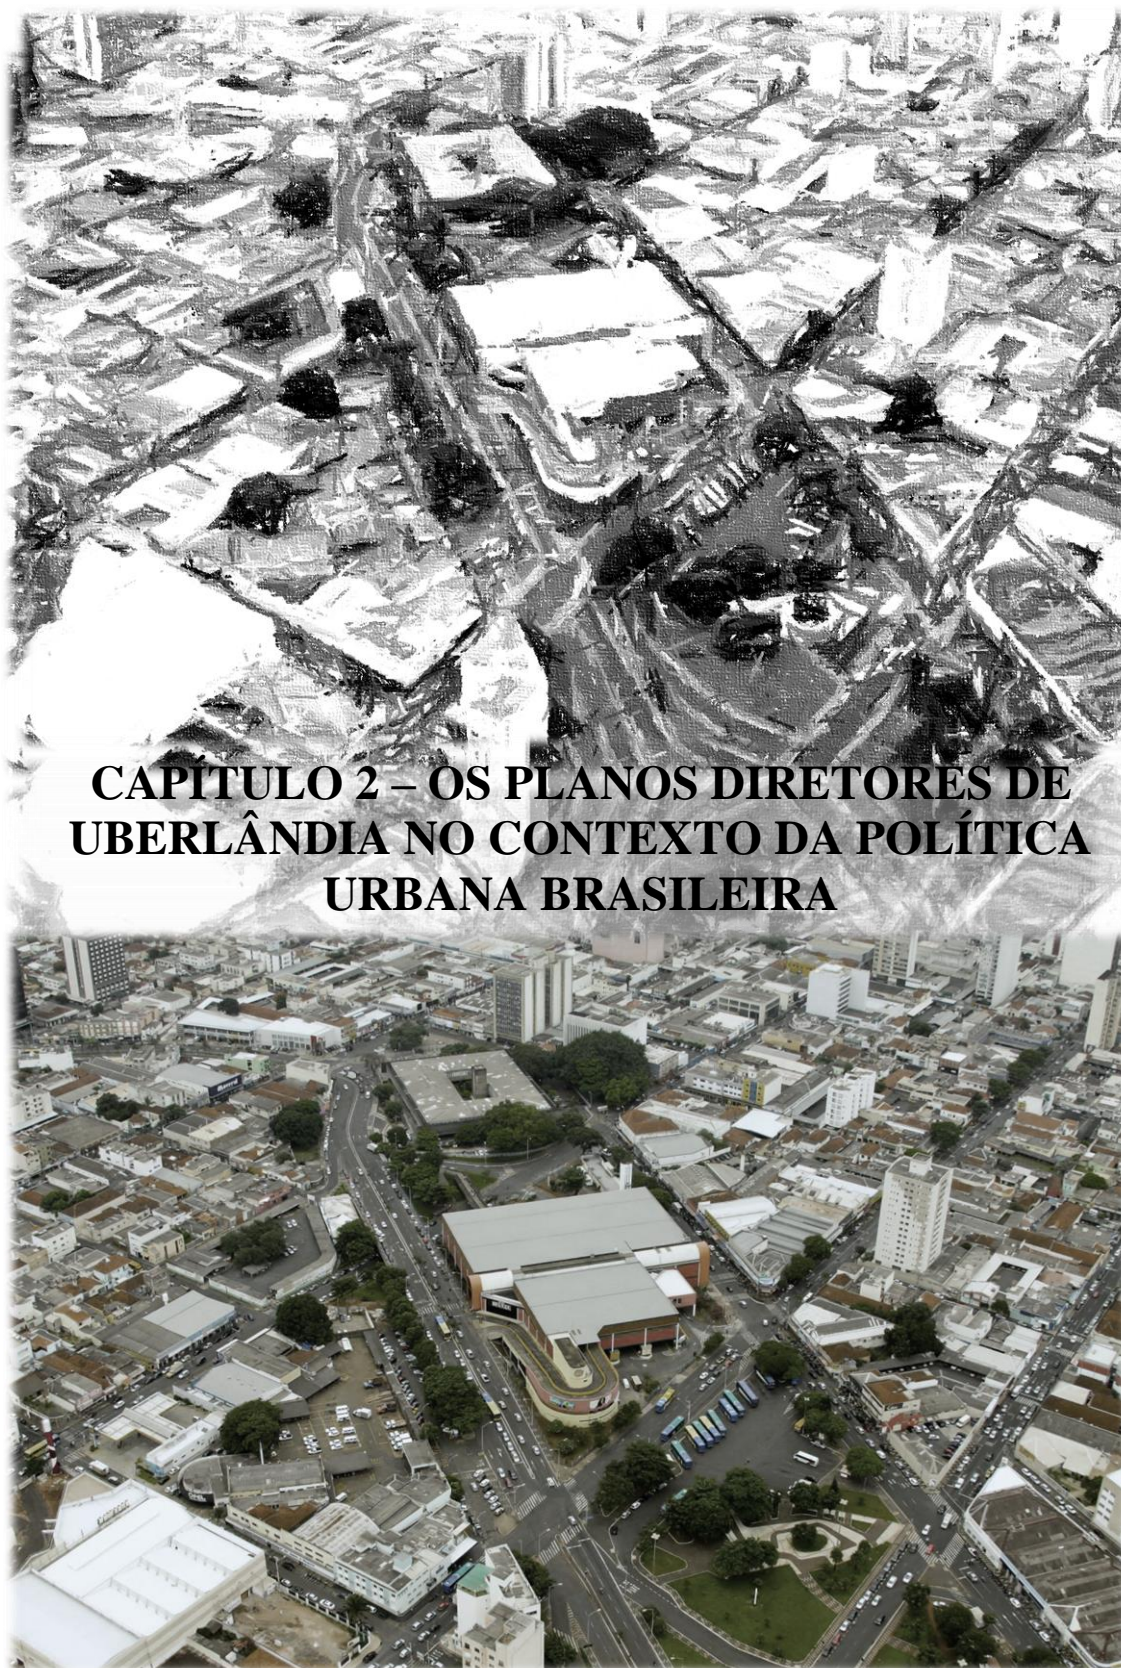 CAPÍTULO 2 – OS PLANOS DIRETORES DE
UBERLÂNDIA NO CONTEXTO DA POLÍTICA
URBANA BRASILEIRA